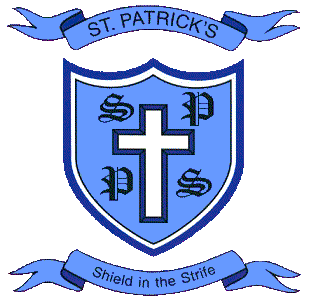 ST. PATRICK'S
S P
P S
Shield in the Strife